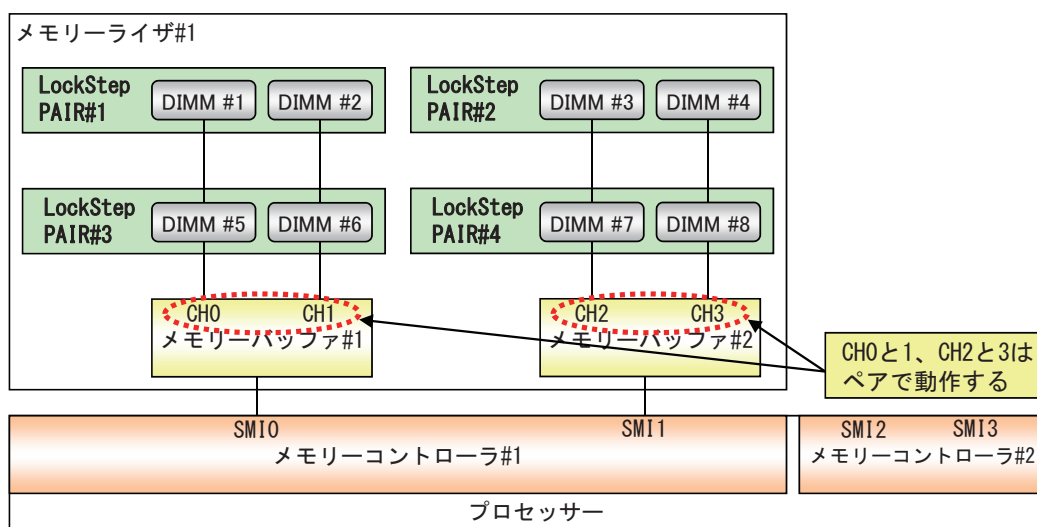 メモリーライザ#1
LockStep
PAIR#1
DIMM #1
DIMM #2
LockStep
PAIR#2
DIMM #3
DIMM #4
LockStep
PAIR#3
DIMM #5
DIMM #6
LockStep
PAIR#4
DIMM #7
DIMM #8
CH0
CH1
メモリーバッファ#1
CH2
CH3
メモリーバッファ#2
CH0と1、CH2と3は
ペアで動作する
SMI0
SMI1
メモリーコントローラ#1
SMI2
SMI3
メモリーコントローラ#2
プロセッサー